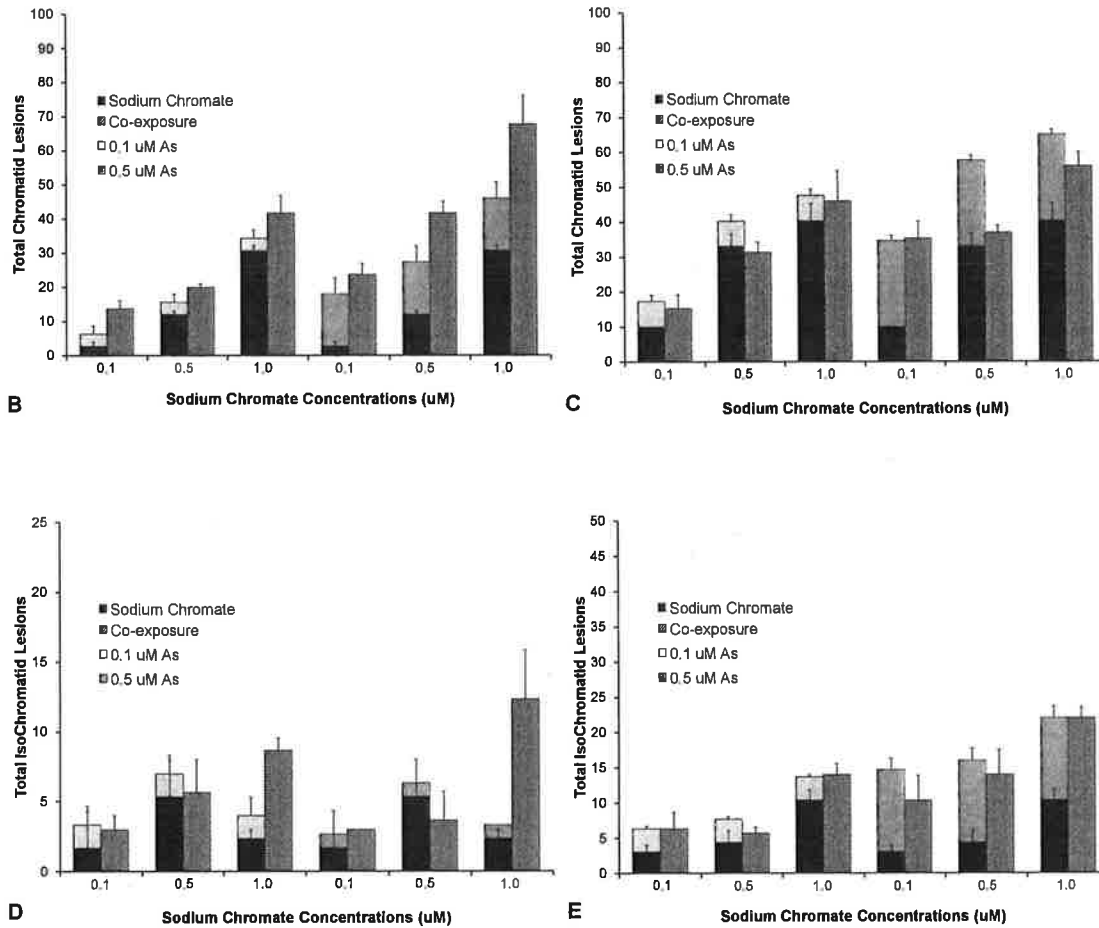 Total Chromatid Lesions
100
90
80
70
60
50
40
30
20
10
0
Sodium Chromate
Co-exposure
0.1 uM As
0.5 uM As
0.1
0.5
1.0
0.1
0.5
1.0
Sodium Chromate Concentrations (uM)
B
Total Chromatid Lesions
100
90
80
70
60
50
40
30
20
10
0
Sodium Chromate
Co-exposure
0.1 uM As
0.5 uM As
0.1
0.5
1.0
0.1
0.5
1.0
Sodium Chromate Concentrations (uM)
C
Total IsoChromatid Lesions
25
20
15
10
5
0
Sodium Chromate
Co-exposure
0.1 uM As
0.5 uM As
0.1
0.5
1.0
0.1
0.5
1.0
Sodium Chromate Concentrations (uM)
D
Total IsoChromatid Lesions
50
45
40
35
30
25
20
15
10
5
0
Sodium Chromate
Co-exposure
0.1 uM As
0.5 uM As
0.1
0.5
1.0
0.1
0.5
1.0
Sodium Chromate Concentrations (uM)
E